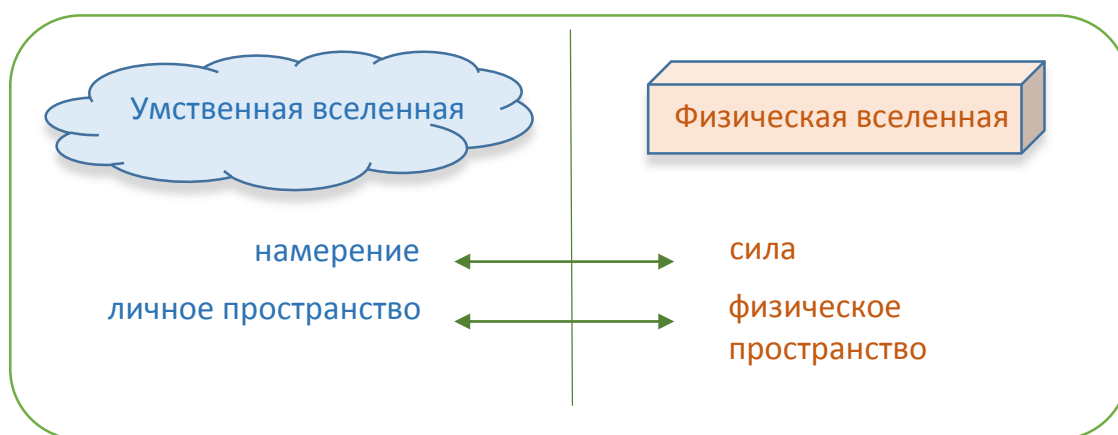 Умственная вселенная
Физическая вселенная
намерение
сила
личное пространство
физическое
пространство